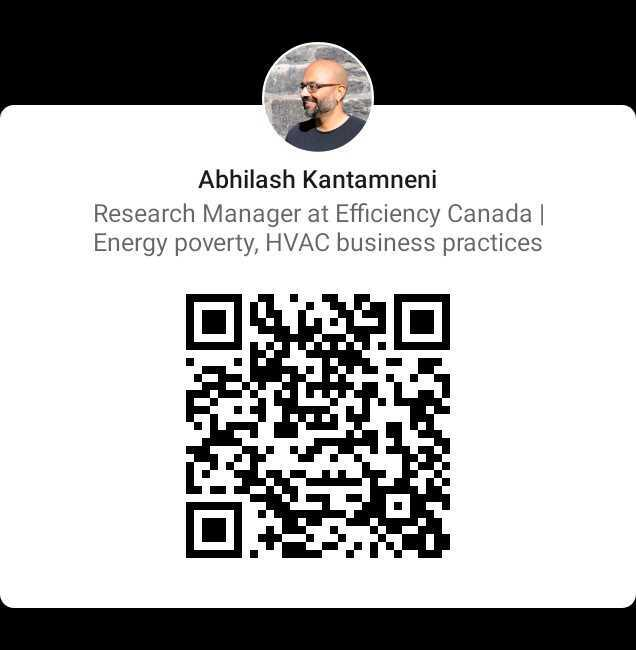 Abhilash Kantamneni
Research Manager at Efficiency Canada |
Energy poverty, HVAC business practices